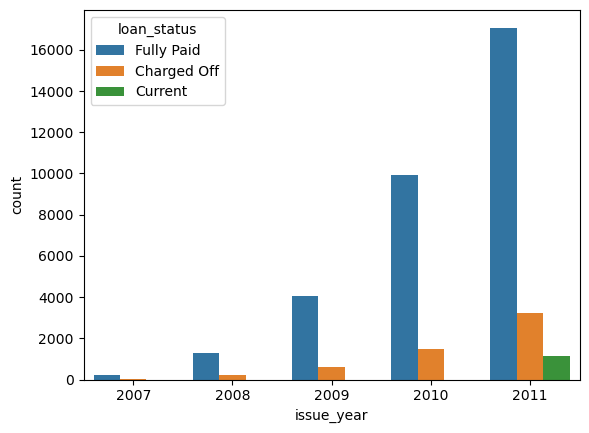 loan_status
Fully Paid
Charged Off
Current
16000
14000
12000
10000
8000
6000
4000
2000
0
count
2007 2008 2009 2010 2011
issue_year